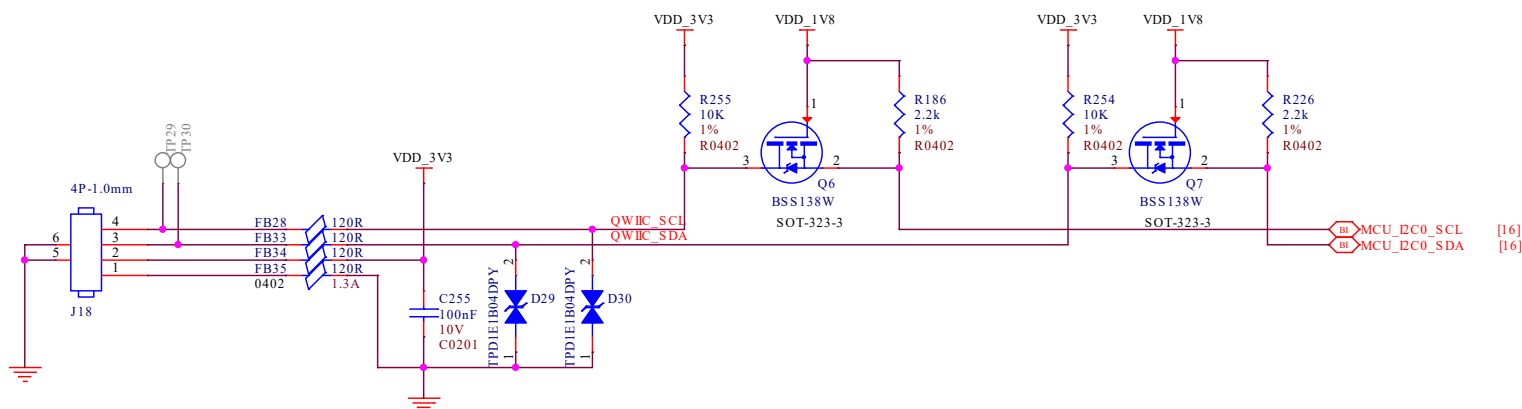 VDD_3V3
VDD_1V8
VDD_3V3
VDD_1V8
R255
10K
1%
R0402
1
R186
2.2k
1%
R0402
R254
10K
1%
R0402
1
R226
2.2k
1%
R0402
3
2
Q6
BSS138W
SOT-323-3
3
2
Q7
BSS138W
SOT-323-3
TP29
TP30
VDD_3V3
4P-1.0mm
4
3
2
1
6
5
J18
FB28
120R
FB33
120R
FB34
120R
FB35
120R
0402
1.3A
QWIIC_SCL
QWIIC_SDA
BI
MCU_I2C0_SCL
[16]
BI
MCU_I2C0_SDA
[16]
C255
100nF
10V
C0201
TPD1E1B04DPY
2
D29
1
TPD1E1B04DPY
2
D30
1